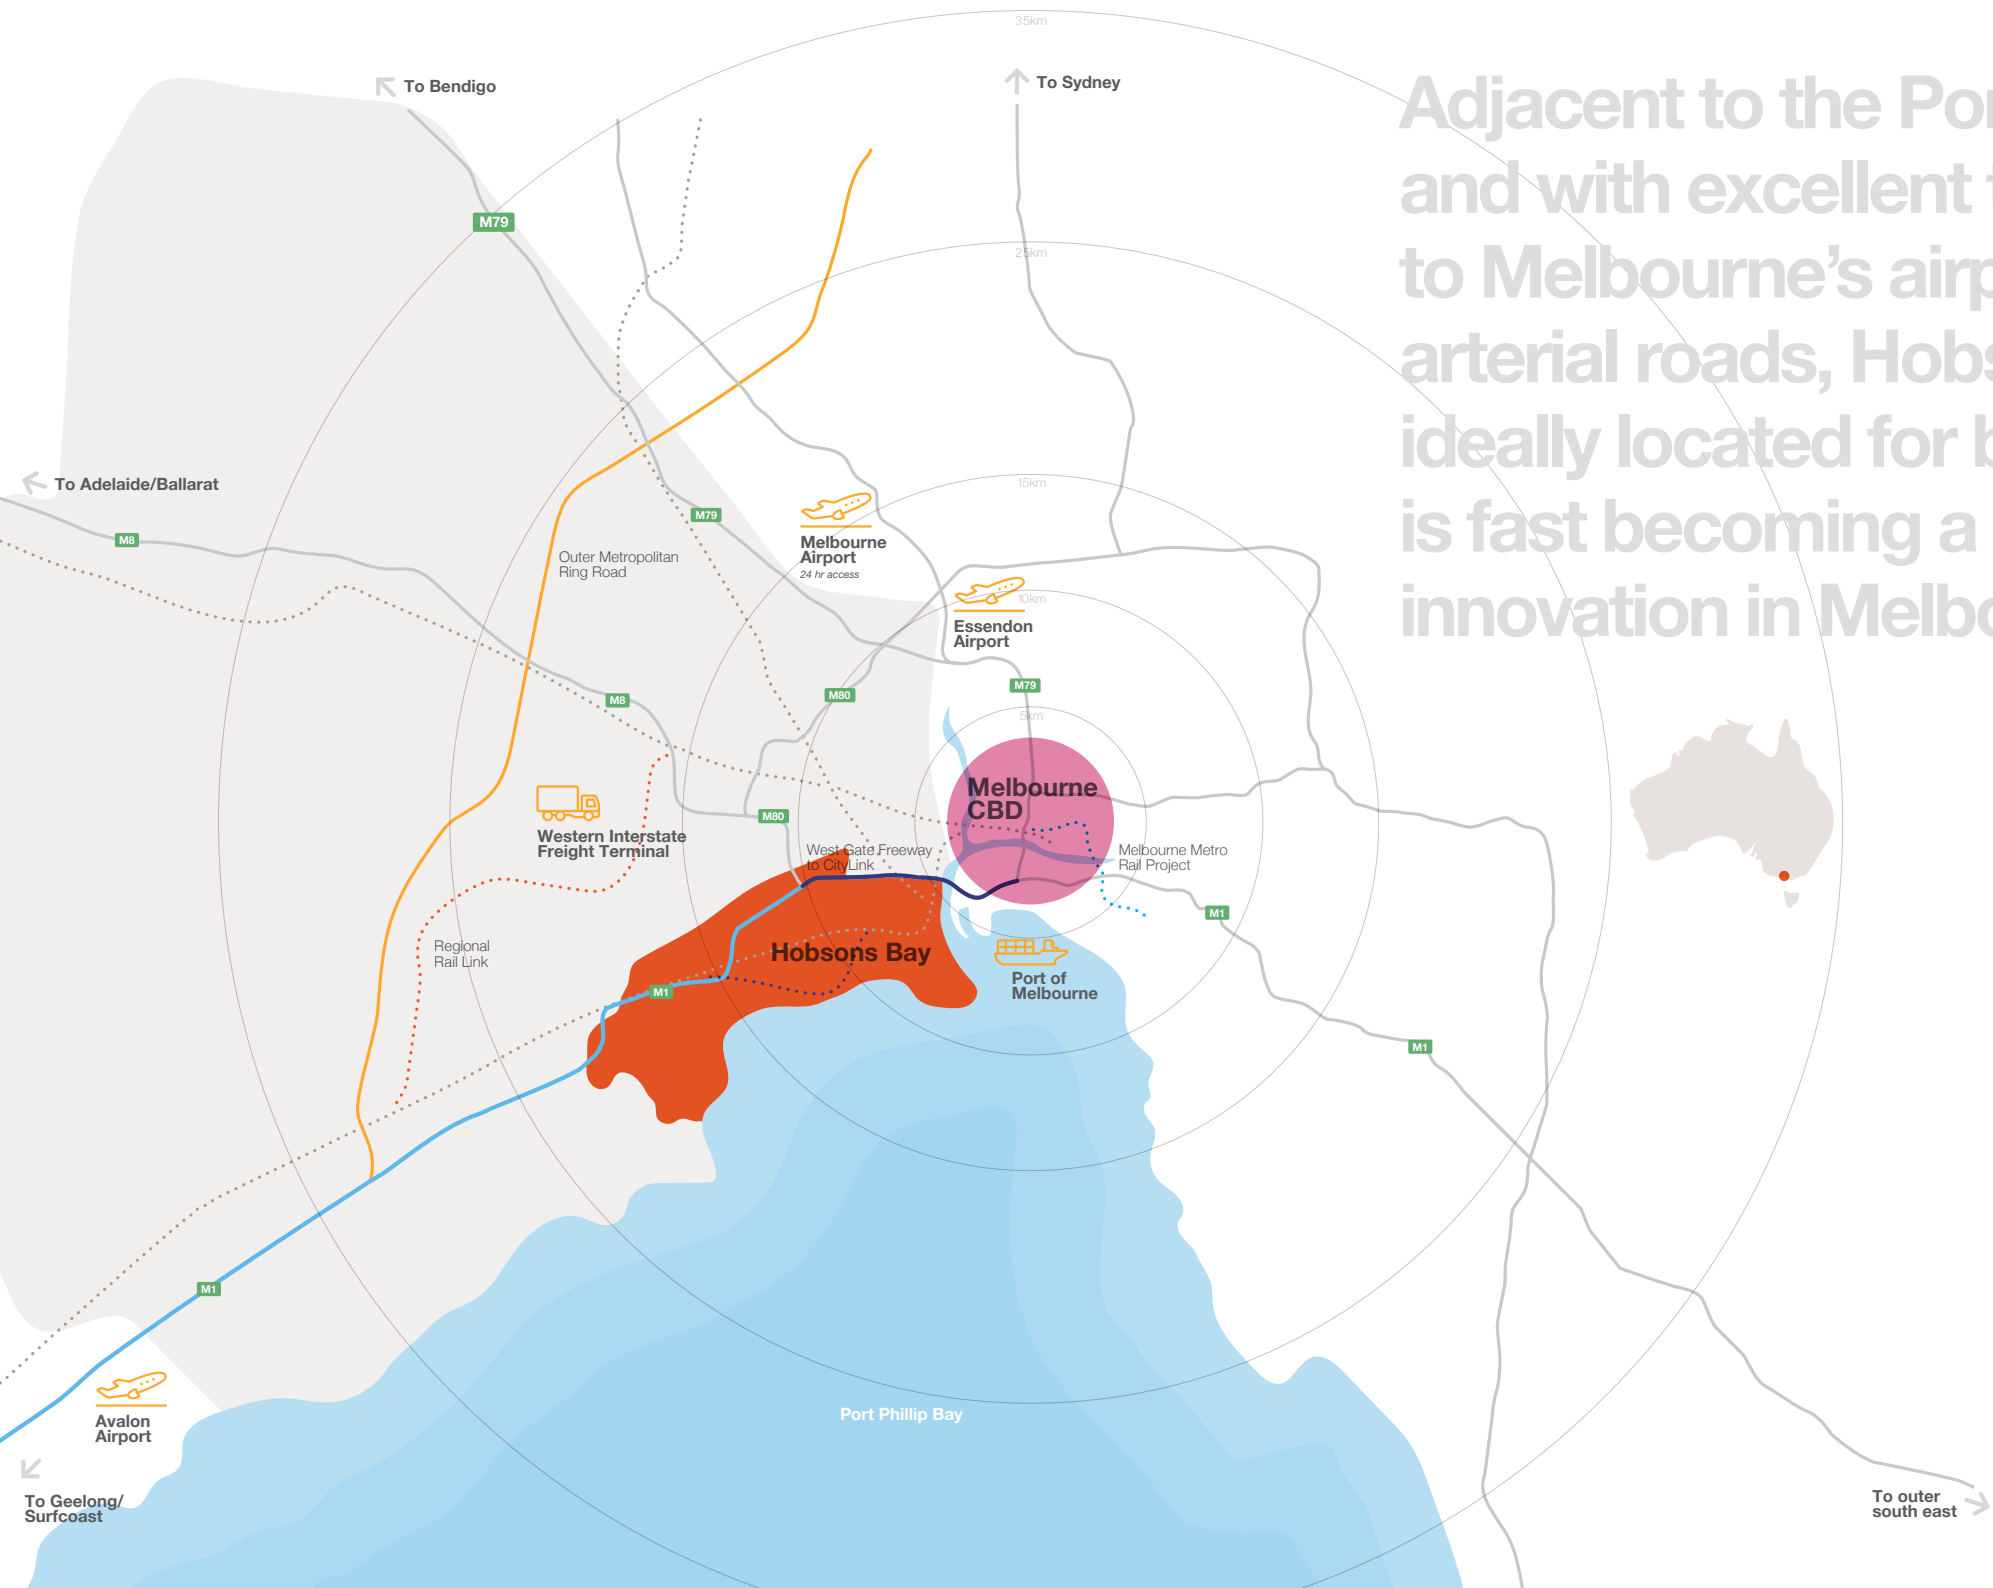 35km
To Bendigo
To Sydney
Adjacent to the Por
and with excellent
to Melbourne’s airp
arterial roads, Hobs
ideally located for b
is fast becoming a
innovation in Melbo
M79
25km
15km
To Adelaide/Ballarat
M8
M79
Melbourne
Airport
24 hr access
Outer Metropolitan
Ring Road
10km
Essendon
Airport
M79
M80
M8
5km
Melbourne
CBD
Western Interstate
Freight Terminal
M80
West Gate Freeway
to CityLink
Melbourne Metro
Rail Project
M1
Regional
Rail Link
Hobsons Bay
M1
Port of
Melbourne
M1
M1
Port Phillip Bay
Avalon
Airport
To Geelong/
Surfcoast
To outer
south east